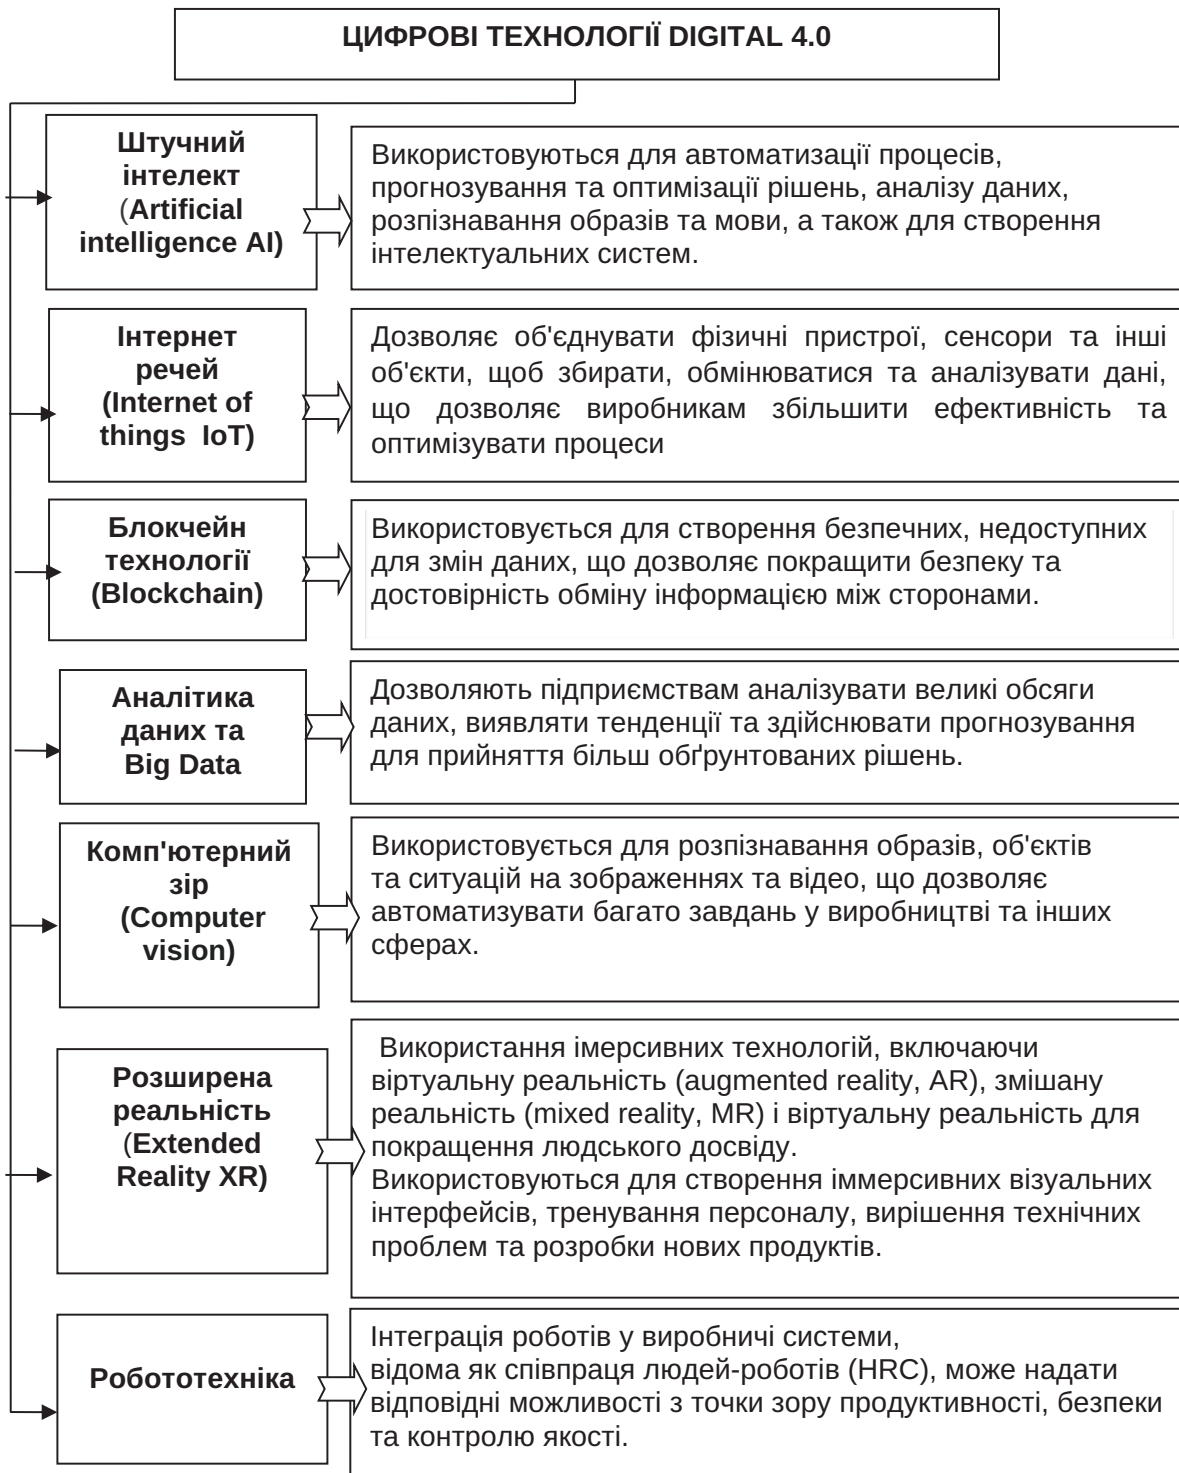 ЦИФРОВІ ТЕХНОЛОГІЇ DIGITAL 4.0
Штучний
інтелект
(Artificial
intelligence AI)
Використовуються для автоматизації процесів,
прогнозування та оптимізації рішень, аналізу даних,
розпізнавання образів та мови, а також для створення
інтелектуальних систем.
Інтернет
речей
(Internet of
things IoT)
Дозволяє об'єднувати фізичні пристрої, сенсори та інші
об'єкти, щоб збирати, обмінюватися та аналізувати дані,
що дозволяє виробникам збільшити ефективність та
оптимізувати процеси
Блокчейн
технології
(Blockchain)
Використовується для створення безпечних, недоступних
для змін даних, що дозволяє покращити безпеку та
достовірність обміну інформацією між сторонами.
Аналітика
даних та
Big Data
Дозволяють підприємствам аналізувати великі обсяги
даних, виявляти тенденції та здійснювати прогнозування
для прийняття більш обґрунтованих рішень.
Комп'ютерний
зір
(Computer
vision)
Використовується для розпізнавання образів, об'єктів
та ситуацій на зображеннях та відео, що дозволяє
автоматизувати багато завдань у виробництві та інших
сферах.
Розширена
реальність
(Extended
Reality XR)
Використання імерсивних технологій, включаючи
віртуальну реальність (augmented reality, AR), змішану
реальність (mixed reality, MR) і віртуальну реальність для
покращення людського досвіду.
Використовуються для створення іммерсивних візуальних
інтерфейсів, тренування персоналу, вирішення технічних
проблем та розробки нових продуктів.
Робототехніка
Інтеграція роботів у виробничі системи,
відома як співпраця людей-роботів (HRC), може надати
відповідні можливості з точки зору продуктивності, безпеки
та контролю якості.